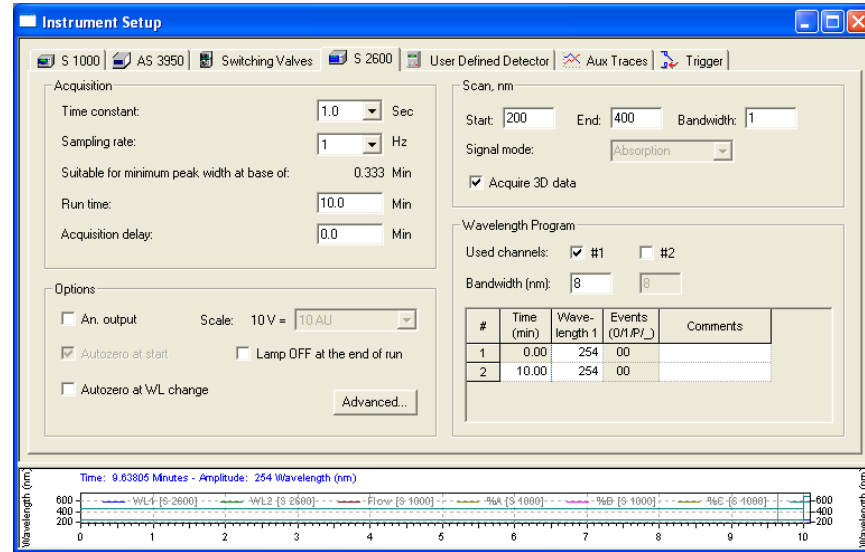 Instrument Setup
S 1000 AS 3950 Switching Valves S 2600 User Defined Detector Aux Traces Trigger
Acquisition
Time constant: 1.0 Sec
Sampling rate: 1 Hz
Suitable for minimum peak width at base of: 0.333 Min
Run time: 10.0 Min
Acquisition delay: 0.0 Min
Options
An. output Scale: 10 V = 10 AU
Autozero at start Lamp OFF at the end of run
Autozero at WL change
Advanced...
Scan, nm
Start: 200 End: 400 Bandwidth: 1
Signal mode: Absorption
Acquire 3D data
Wavelength Program
Used channels: #1 #2
Bandwidth (nm): 8 8
# Time (min) Wave-length 1 Events (0/1/P/_) Comments
1 0.00 254 00
2 10.00 254 00
Time: 9.63805 Minutes - Amplitude: 254 Wavelength (nm)
Wavelength (nm)
600
400
200
WL1 [S 2600] WL2 [S 2600] Flow [S 1000] %A [S 1000] %B [S 1000] %C [S 1000]
600
400
200
Wavelength (nm)
0 1 2 3 4 5 6 7 8 9 10